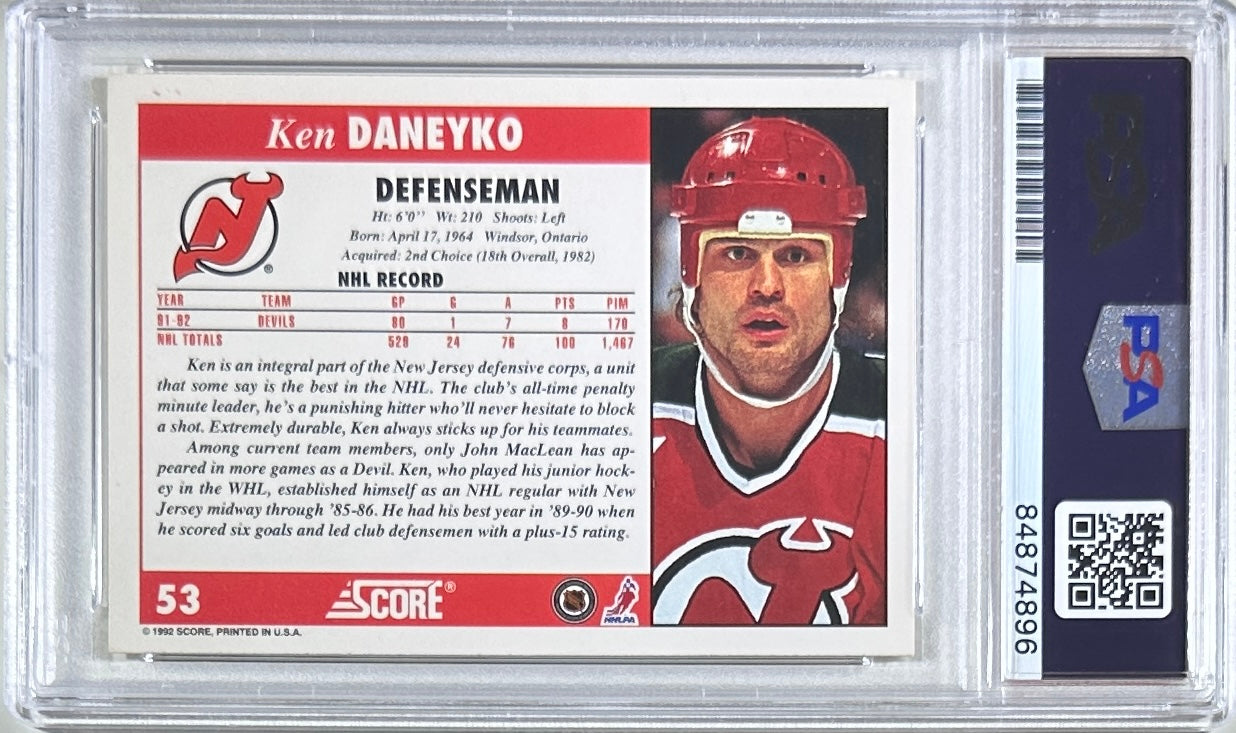 Ken DANEYKO
DEFENSEMAN
Ht: 6'0" Wt: 210 Shoots: Left
Born: April 17, 1964 Windsor, Ontario
Acquired: 2nd Choice (18th Overall, 1982)
NHL RECORD
YEAR TEAM GP G A PTS PIM
91-92 DEVILS 80 1 7 8 170
NHL TOTALS 528 24 76 100 1,467
Ken is an integral part of the New Jersey defensive corps, a unit
that some say is the best in the NHL. The club's all-time penalty
minute leader, he's a punishing hitter who'll never hesitate to block
a shot. Extremely durable, Ken always sticks up for his teammates.
Among current team members, only John MacLean has ap-
peared in more games as a Devil. Ken, who played his junior hock-
ey in the WHL, established himself as an NHL regular with New
Jersey midway through '85-86. He had his best year in '89-90 when
he scored six goals and led club defensemen with a plus-15 rating.
53 SCORE® NHLPA
© 1992 SCORE, PRINTED IN U.S.A.
PSA
PSA
84874896